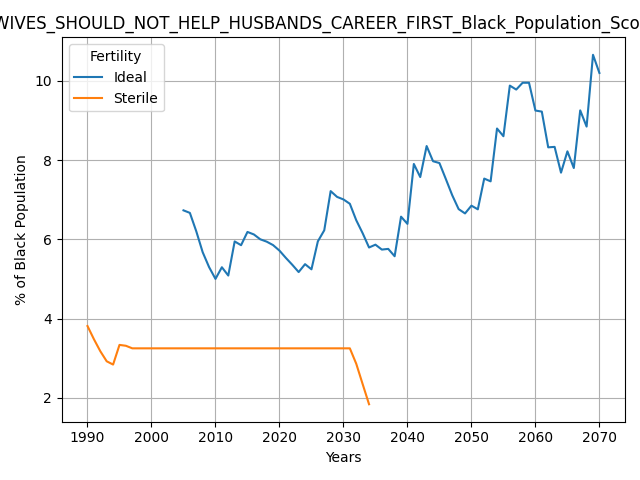 WIVES_SHOULD_NOT_HELP_HUSBANDS_CAREER_FIRST_Black_Population_Sco
Fertility
Ideal
Sterile
% of Black Population
10
8
6
4
2
1990 2000 2010 2020 2030 2040 2050 2060 2070
Years